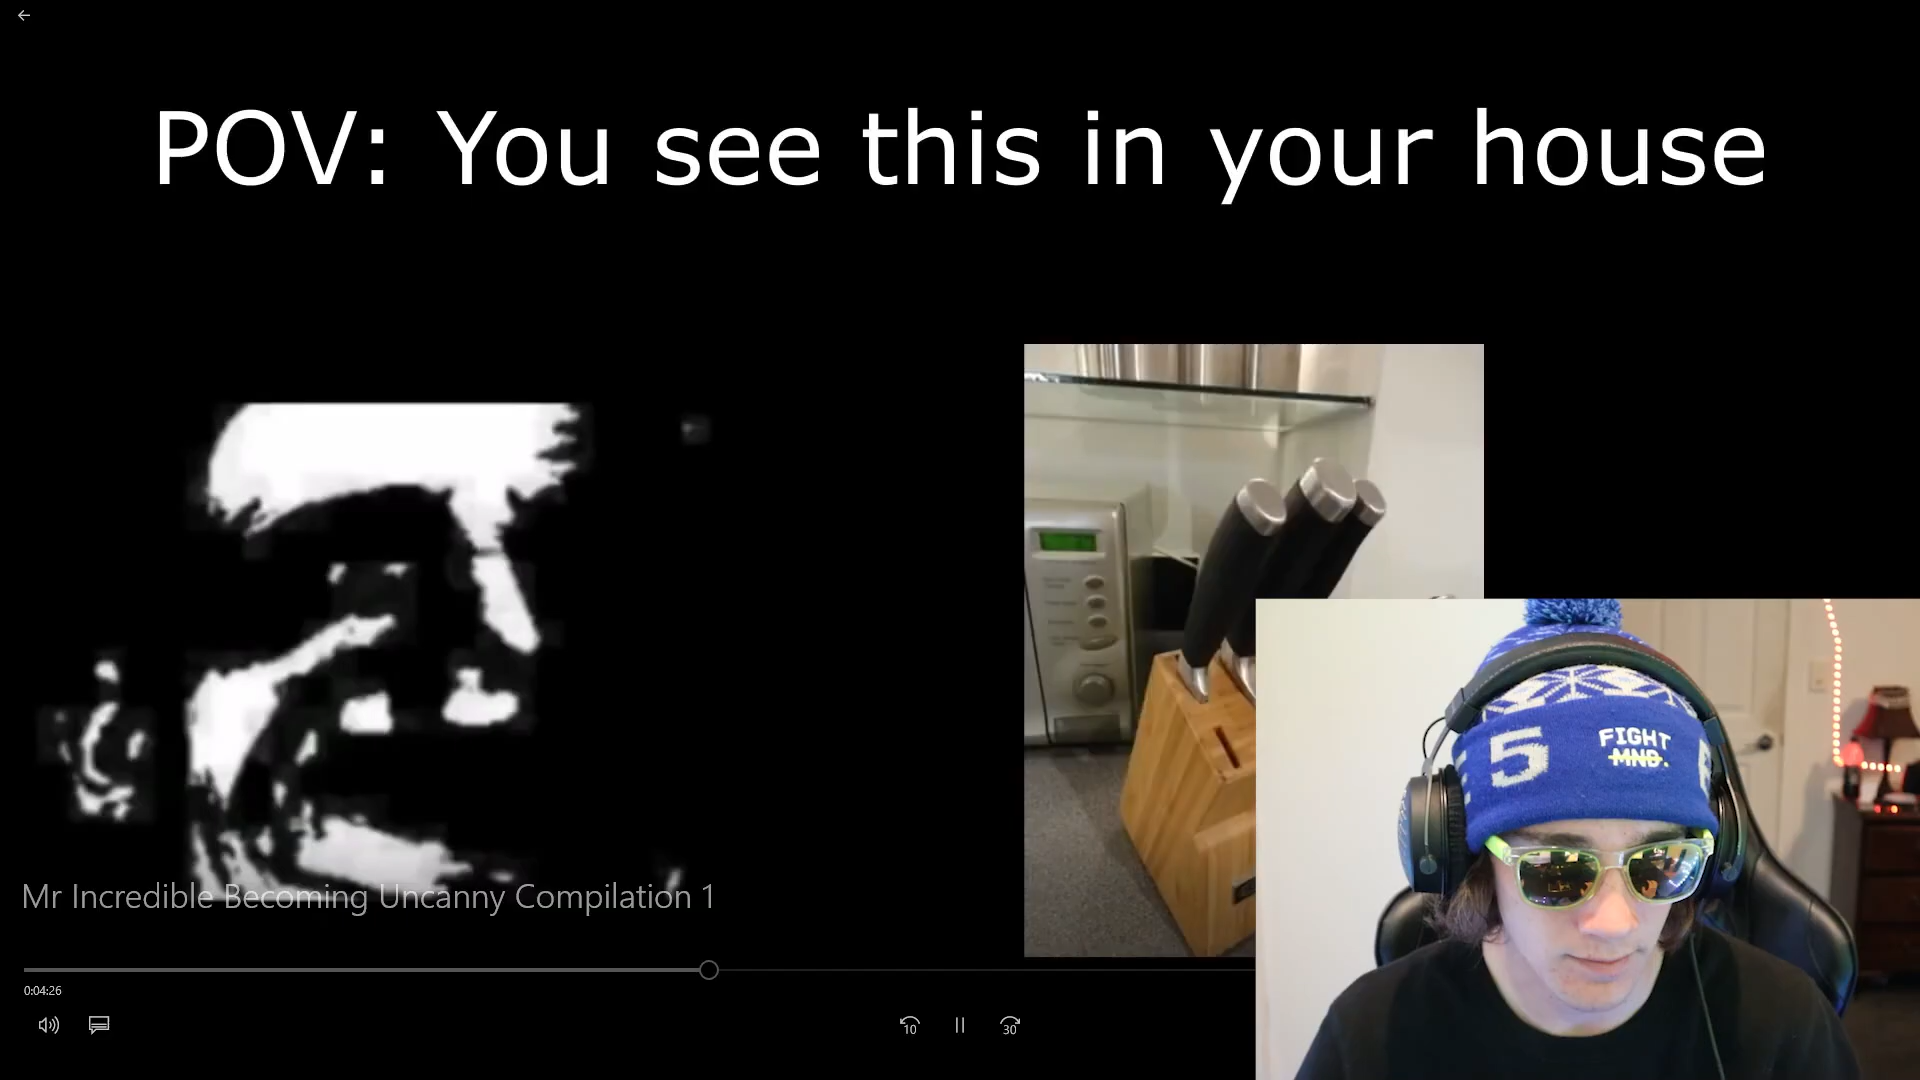 POV: You see this in your house
FIGHT
MND.
5
Mr Incredible Becoming Uncanny Compilation 1
0:04:26
10
30